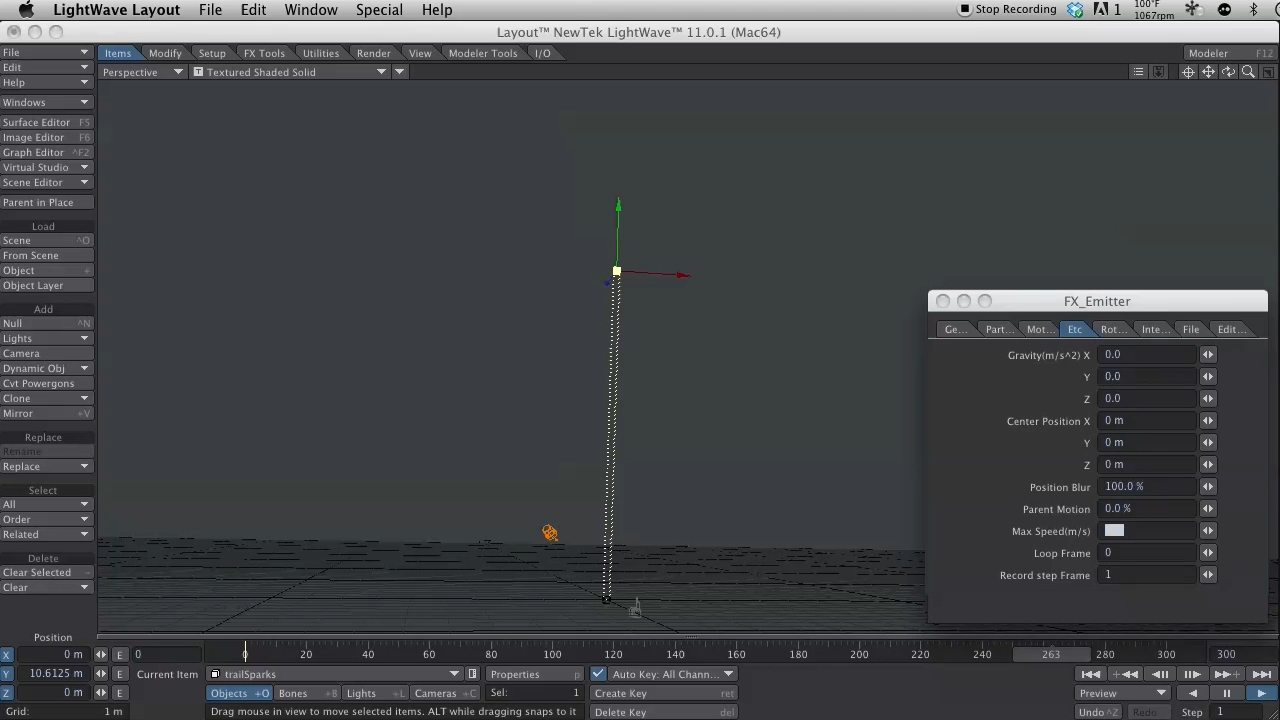 LightWave Layout File Edit Window Special Help Stop Recording 1 100°F 1067rpm
Layout™ NewTek LightWave™ 11.0.1 (Mac64)
File Items Modify Setup FX Tools Utilities Render View Modeler Tools I/O Modeler F12
Edit Perspective T Textured Shaded Solid
Help
Windows
Surface Editor F5
Image Editor F6
Graph Editor ^F2
Virtual Studio
Scene Editor
Parent in Place
Load
Scene ^O
From Scene
Object +
Object Layer
Add
Null ^N
Lights
Camera
Dynamic Obj
Cvt Powergons
Clone
Mirror +V
Replace
Rename
Replace
Select
All
Order
Related
Delete
Clear Selected -
Clear
FX_Emitter
Ge... Part... Mot... Etc Rot... Inte... File Edit...
Gravity(m/s^2) X 0.0
Y 0.0
Z 0.0
Center Position X 0 m
Y 0 m
Z 0 m
Position Blur 100.0 %
Parent Motion 0.0 %
Max Speed(m/s)
Loop Frame 0
Record step Frame 1
Position
X 0 m E 0 0 20 40 60 80 100 120 140 160 180 200 220 240 263 280 300
Y 10.6125 m E Current Item trailSparks Properties p Auto Key: All Chann...
Z 0 m E Objects +O Bones +B Lights +L Cameras +C Sel: 1 Create Key ret Preview
Grid: 1 m Drag mouse in view to move selected items. ALT while dragging snaps to it Delete Key del Undo ^Z Redo Step 1